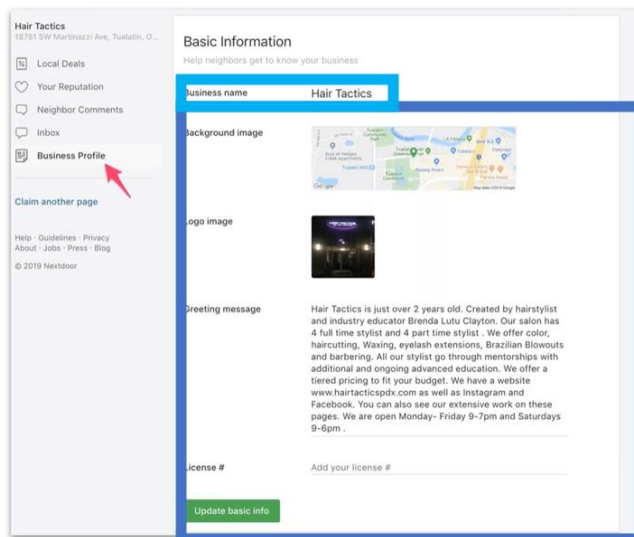 Hair Tactics
18761 SW Martinazzi Ave, Tualatin, O...
Local Deals
Your Reputation
Neighbor Comments
Inbox
Business Profile
Claim another page
Help · Guidelines · Privacy
About · Jobs · Press · Blog
© 2019 Nextdoor
Basic Information
Help neighbors get to know your business
Business name
Hair Tactics
Background image
Google
Logo image
Greeting message
Hair Tactics is just over 2 years old. Created by hairstylist
and industry educator Brenda Lutu Clayton. Our salon has
4 full time stylist and 4 part time stylist . We offer color,
haircutting, Waxing, eyelash extensions, Brazilian Blowouts
and barbering. All our stylist go through mentorships with
additional and ongoing advanced education. We offer a
tiered pricing to fit your budget. We have a website
www.hairtacticspdx.com as well as Instagram and
Facebook. You can also see our extensive work on these
pages. We are open Monday- Friday 9-7pm and Saturdays
9-6pm .
License #
Add your license #
Update basic info